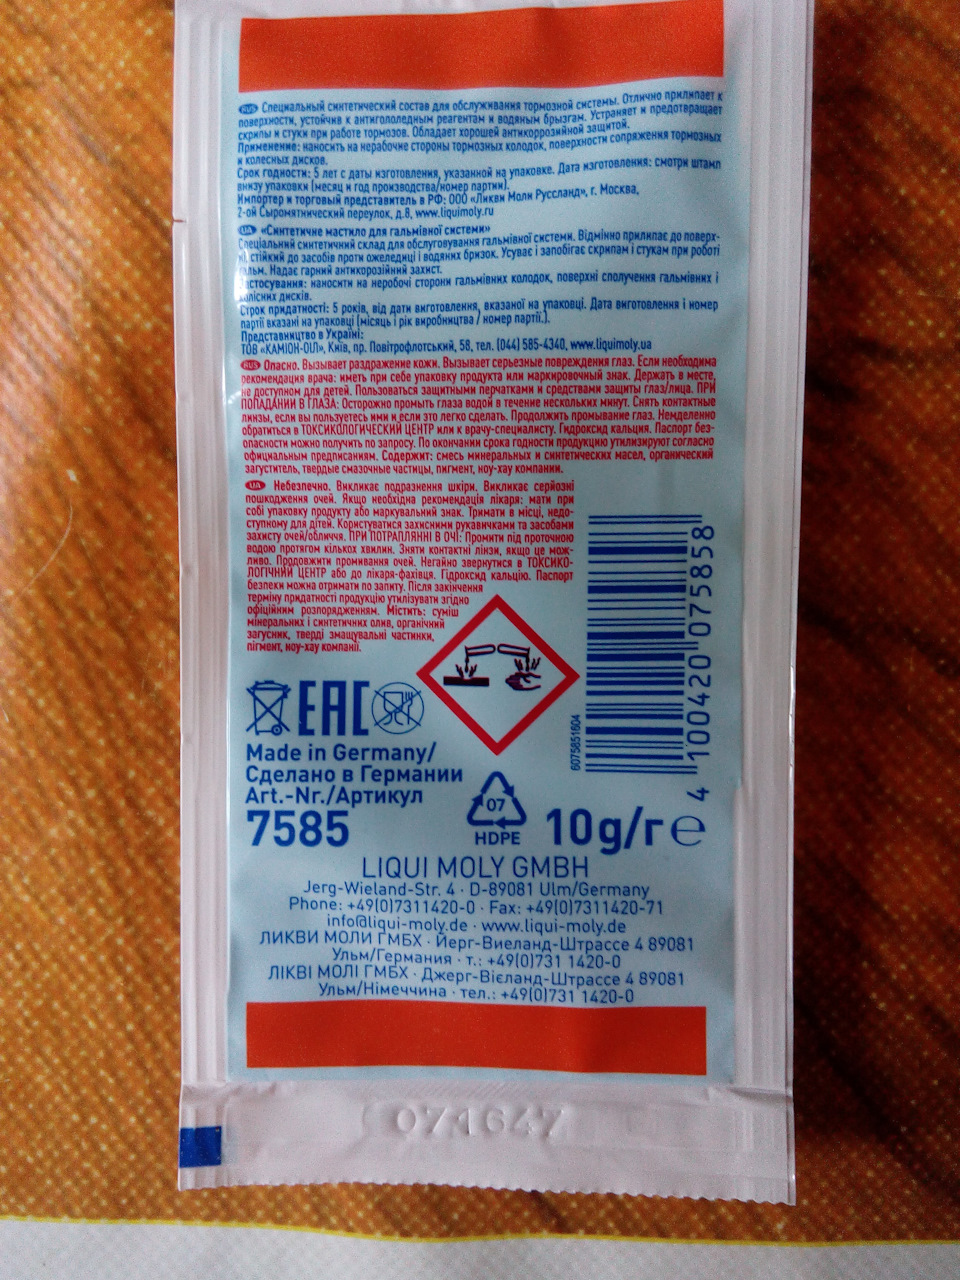 RUS Специальный синтетический состав для обслуживания тормозной системы. Отлично прилипает к
поверхности, устойчив к антигололедным реагентам и водяным брызгам. Устраняет и предотвращает
скрипы и стуки при работе тормозов. Обладает хорошей антикоррозийной защитой.
Применение: наносить на нерабочие стороны тормозных колодок, поверхности сопряжения тормозных
и колесных дисков.
Срок годности: 5 лет с даты изготовления, указанной на упаковке. Дата изготовления: смотри штамп
внизу упаковки (месяц и год производства/номер партии).
Импортер и торговый представитель в РФ: ООО «Ликви Моли Руссланд», г. Москва,
2-ой Сыромятнический переулок, д.8, www.liquimoly.ru
UA «Синтетичне мастило для гальмівної системи»
Спеціальний синтетичний склад для обслуговування гальмівної системи. Відмінно прилипає до поверх-
ні, стійкий до засобів проти ожеледиці і водяних бризок. Усуває і запобігає скрипам і стукам при роботі
гальм. Надає гарний антикорозійний захист.
Застосування: наносити на неробочі сторони гальмівних колодок, поверхні сполучення гальмівних і
колісних дисків.
Строк придатності: 5 років, від дати виготовлення, вказаної на упаковці. Дата виготовлення і номер
партії вказані на упаковці (місяць і рік виробництва / номер партії.).
Представництво в Україні:
ТОВ «КАМІОН-ОІЛ», Київ, пр. Повітрофлотський, 58, тел. (044) 585-4340, www.liquimoly.ua
RUS Опасно. Вызывает раздражение кожи. Вызывает серьезные повреждения глаз. Если необходима
рекомендация врача: иметь при себе упаковку продукта или маркировочный знак. Держать в месте,
не доступном для детей. Пользоваться защитными перчатками и средствами защиты глаз/лица. ПРИ
ПОПАДАНИИ В ГЛАЗА: Осторожно промыть глаза водой в течение нескольких минут. Снять контактные
линзы, если вы пользуетесь ими и если это легко сделать. Продолжить промывание глаз. Немедленно
обратиться в ТОКСИКОЛОГИЧЕСКИЙ ЦЕНТР или к врачу-специалисту. Гидроксид кальция. Паспорт без-
опасности можно получить по запросу. По окончании срока годности продукцию утилизируют согласно
официальным предписаниям. Содержит: смесь минеральных и синтетических масел, органический
загуститель, твердые смазочные частицы, пигмент, ноу-хау компании.
UA Небезпечно. Викликає подразнення шкіри. Викликає серйозні
пошкодження очей. Якщо необхідна рекомендація лікаря: мати при
собі упаковку продукту або маркувальний знак. Тримати в місці, недо-
ступному для дітей. Користуватися захисними рукавичками та засобами
захисту очей/обличчя. ПРИ ПОТРАПЛЯННІ В ОЧІ: Промити під проточною
водою протягом кількох хвилин. Зняти контактні лінзи, якщо це мож-
ливо. Продовжити промивання очей. Негайно звернутися в ТОКСИКО-
ЛОГІЧНИЙ ЦЕНТР або до лікаря-фахівця. Гідроксид кальцію. Паспорт
безпеки можна отримати по запиту. Після закінчення
терміну придатності продукцію утилізувати згідно
офіційним розпорядженням. Містить: суміш
мінеральних і синтетичних олив, органічний
загусник, тверді змащувальні частинки,
пігмент, ноу-хау компанії.
6075851604
4 100420 075858
EAC
Made in Germany/
Сделано в Германии
Art.-Nr./Артикул
7585
07
HDPE
10g/г ℮
LIQUI MOLY GMBH
Jerg-Wieland-Str. 4 · D-89081 Ulm/Germany
Phone: +49(0)7311420-0 · Fax: +49(0)7311420-71
info@liqui-moly.de · www.liqui-moly.de
ЛИКВИ МОЛИ ГМБХ · Йерг-Виеланд-Штрассе 4 89081
Ульм/Германия · т.: +49(0)731 1420-0
ЛІКВІ МОЛІ ГМБХ · Джерг-Вієланд-Штрассе 4 89081
Ульм/Німеччина · тел.: +49(0)731 1420-0
071647